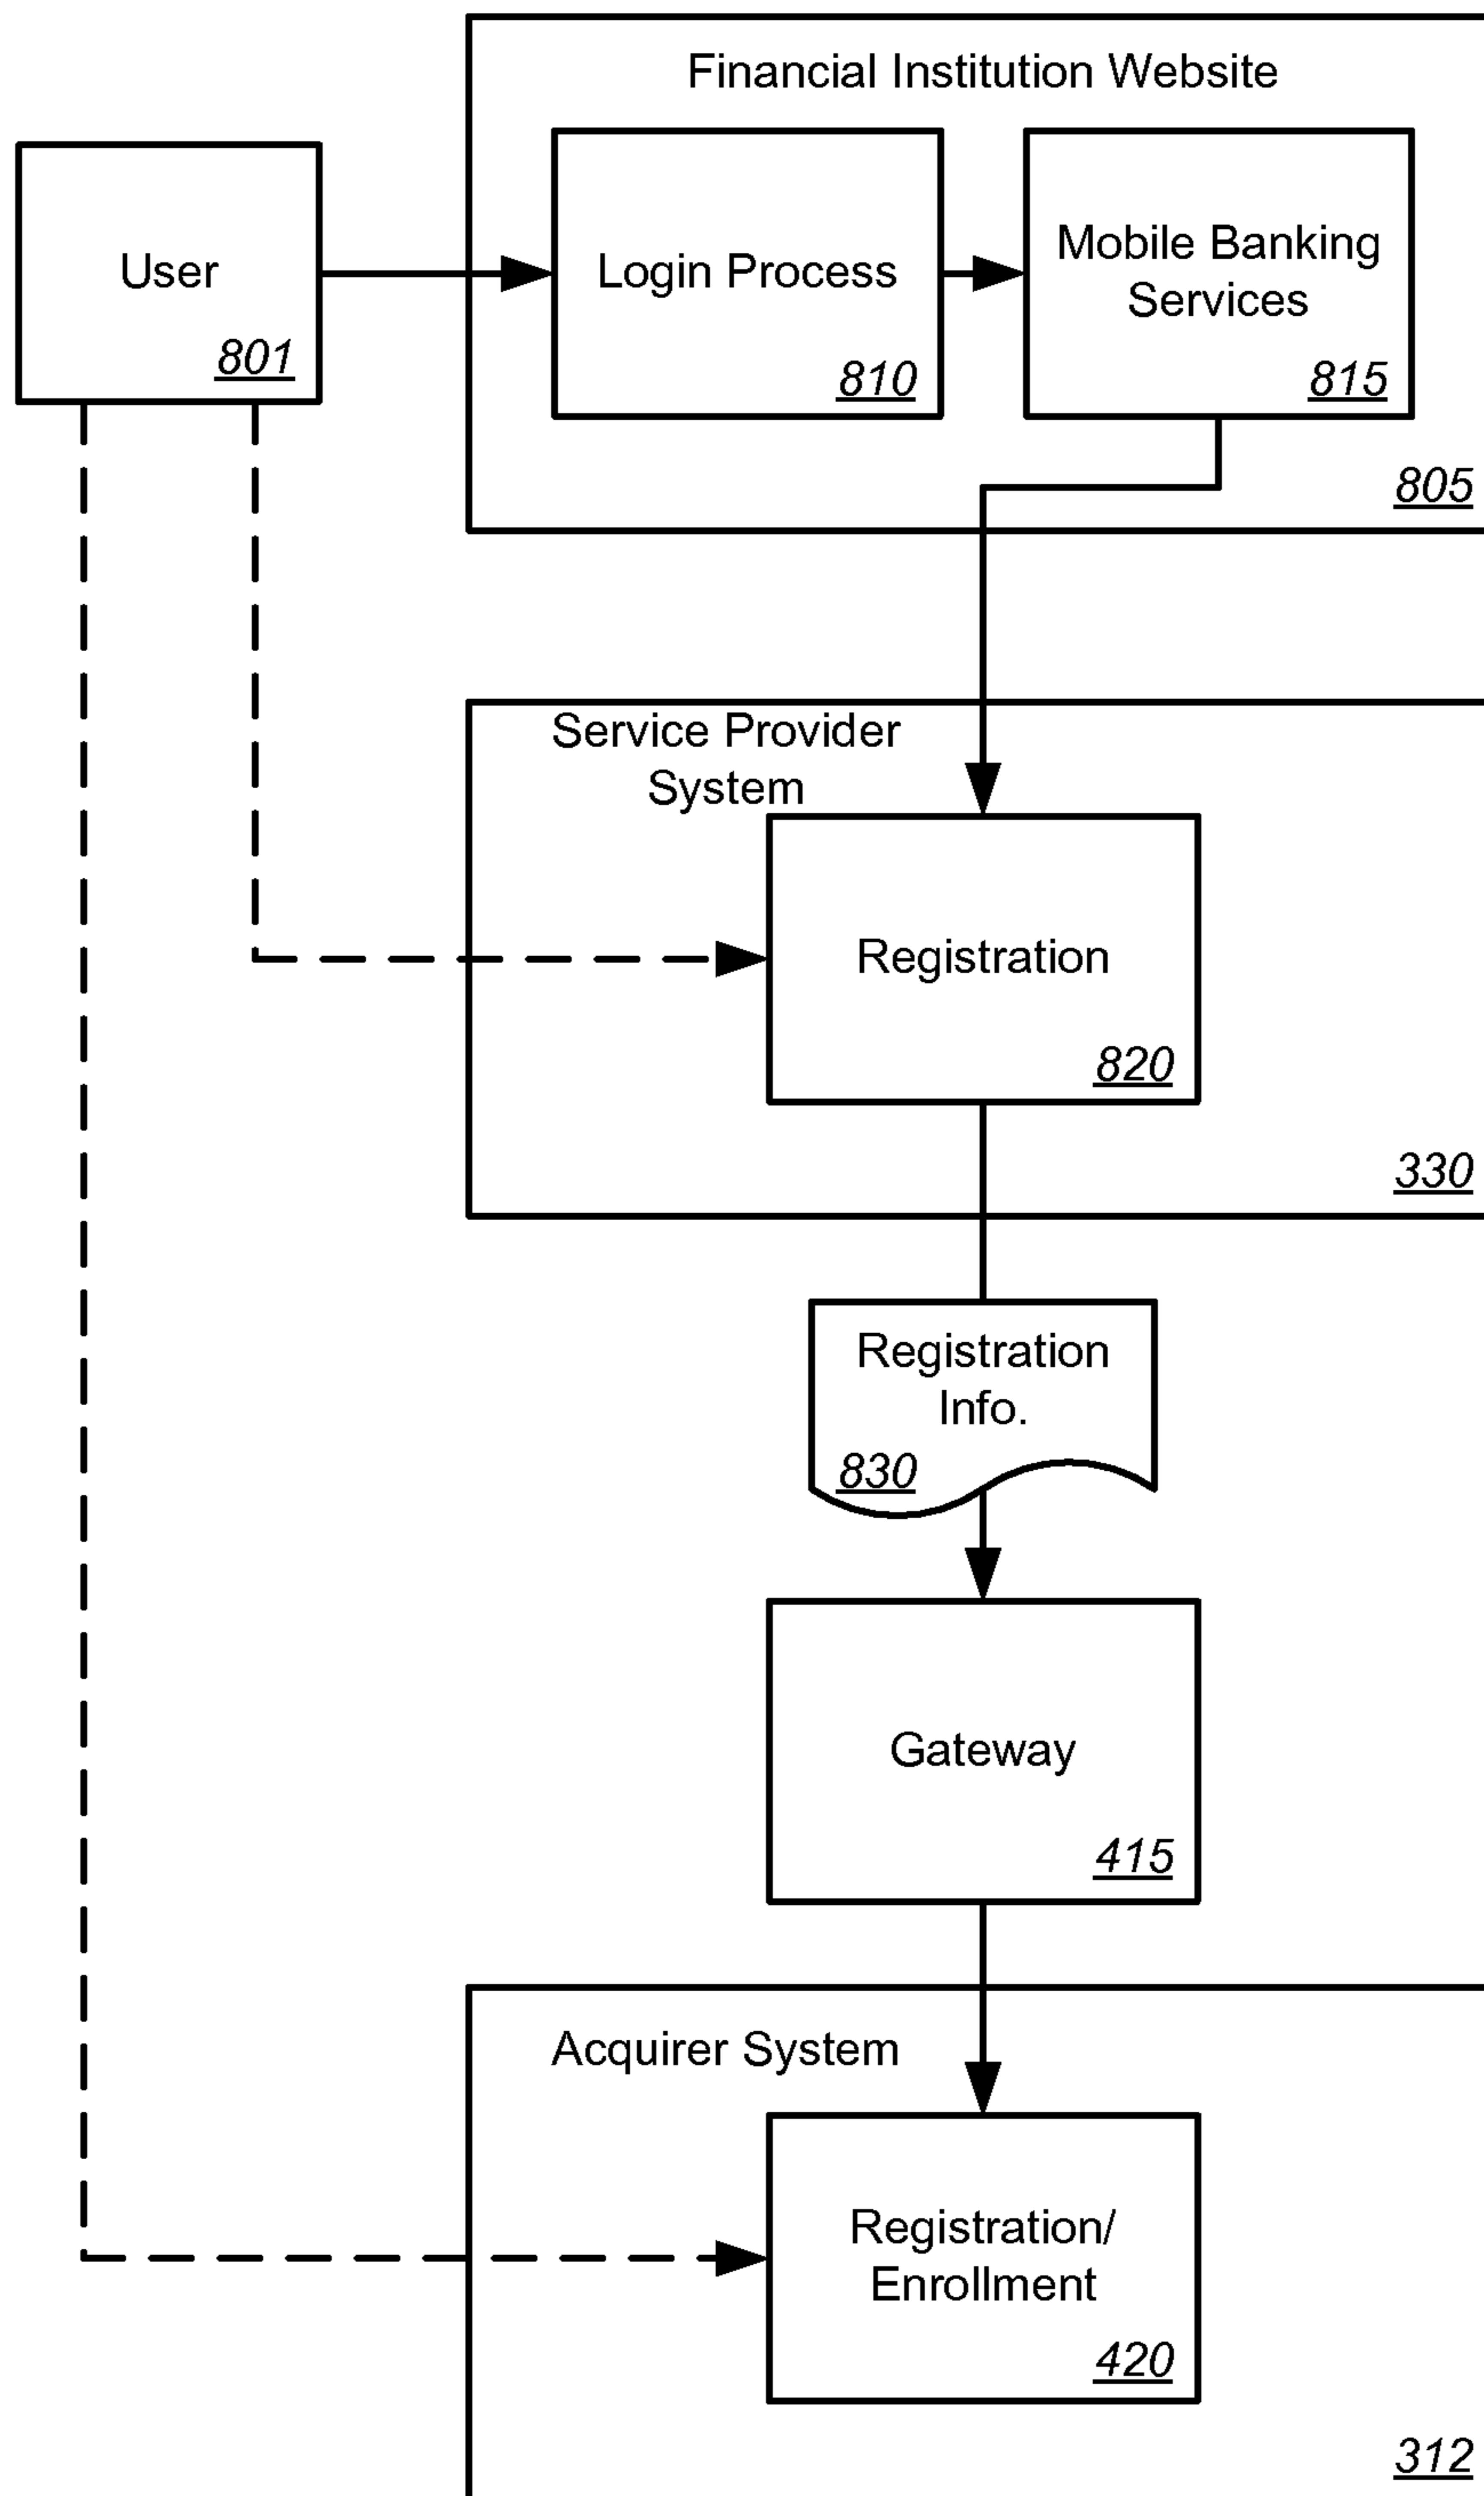 Financial Institution Website
User
801
Login Process
810
Mobile Banking
Services
815
805
Service Provider
System
Registration
820
330
Registration
Info.
830
Gateway
415
Acquirer System
Registration/
Enrollment
420
312